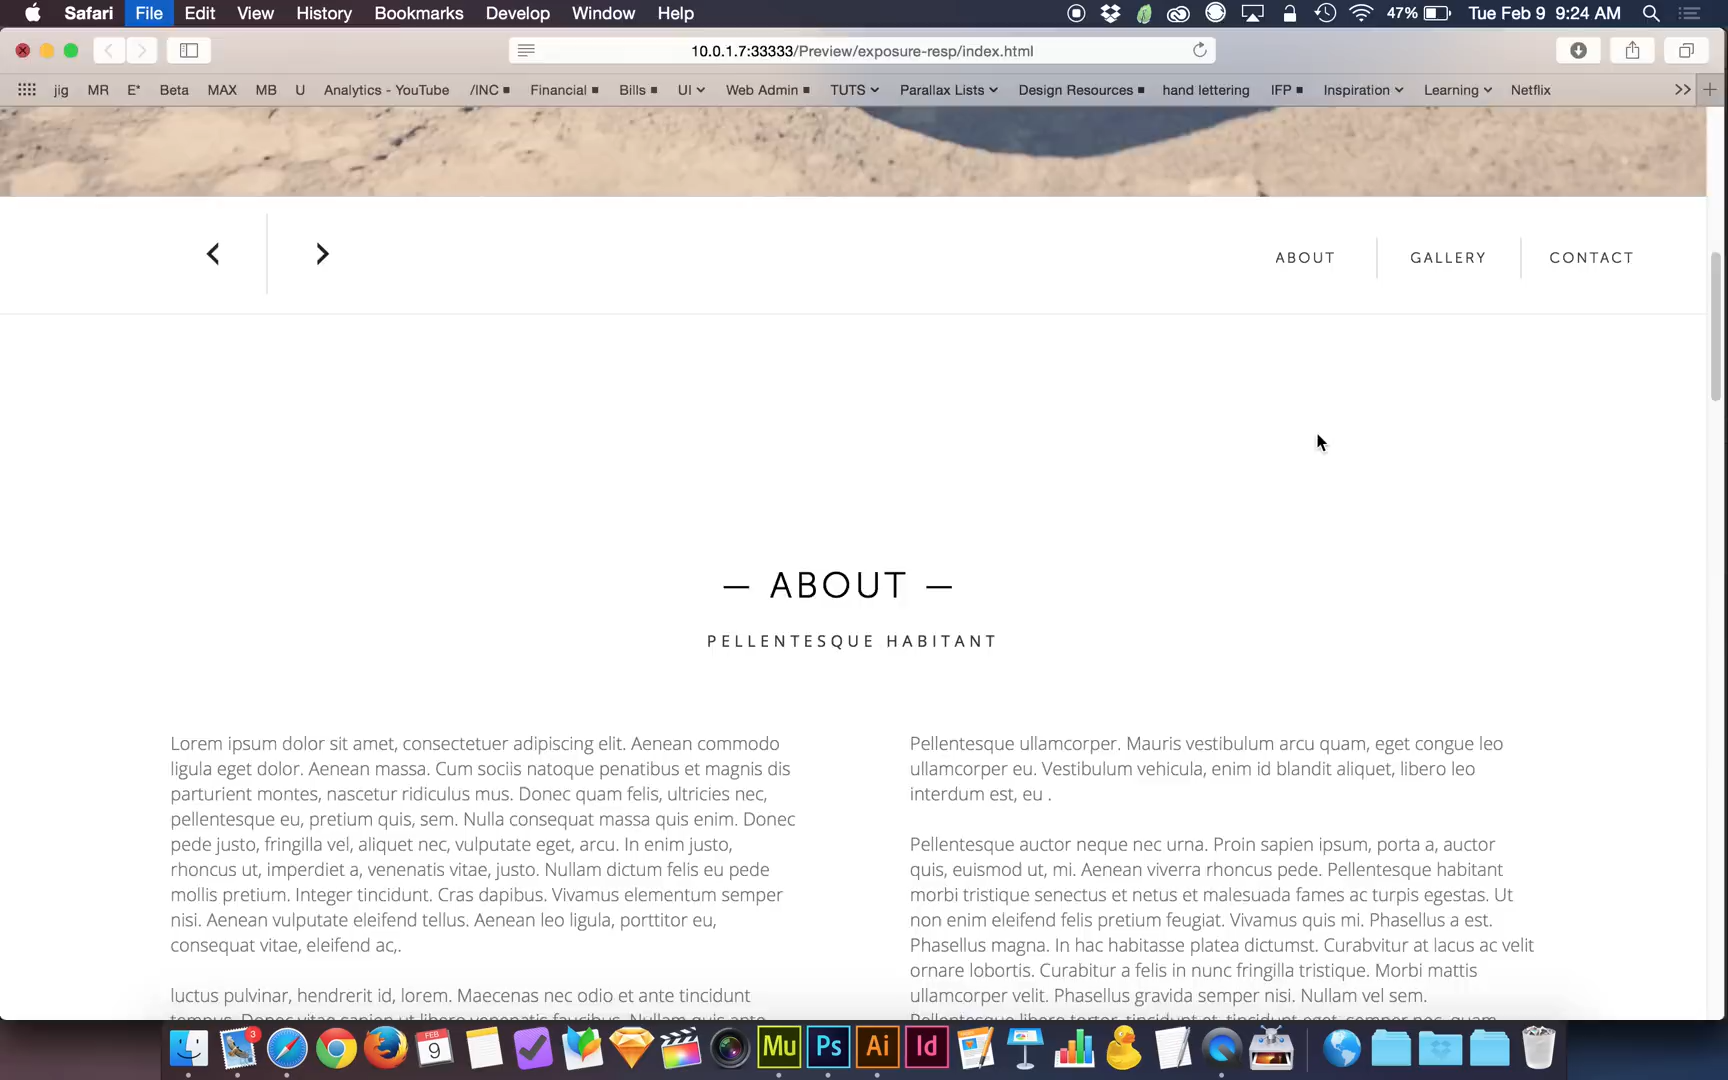 Safari File Edit View History Bookmarks Develop Window Help 47% Tue Feb 9 9:24 AM
10.0.1.7:33333/Preview/exposure-resp/index.html
jig MR E* Beta MAX MB U Analytics - YouTube /INC Financial Bills UI Web Admin TUTS Parallax Lists Design Resources hand lettering IFP Inspiration Learning Netflix
ABOUT GALLERY CONTACT
— ABOUT —
PELLENTESQUE HABITANT
Lorem ipsum dolor sit amet, consectetuer adipiscing elit. Aenean commodo
ligula eget dolor. Aenean massa. Cum sociis natoque penatibus et magnis dis
parturient montes, nascetur ridiculus mus. Donec quam felis, ultricies nec,
pellentesque eu, pretium quis, sem. Nulla consequat massa quis enim. Donec
pede justo, fringilla vel, aliquet nec, vulputate eget, arcu. In enim justo,
rhoncus ut, imperdiet a, venenatis vitae, justo. Nullam dictum felis eu pede
mollis pretium. Integer tincidunt. Cras dapibus. Vivamus elementum semper
nisi. Aenean vulputate eleifend tellus. Aenean leo ligula, porttitor eu,
consequat vitae, eleifend ac,.
luctus pulvinar, hendrerit id, lorem. Maecenas nec odio et ante tincidunt
Pellentesque ullamcorper. Mauris vestibulum arcu quam, eget congue leo
ullamcorper eu. Vestibulum vehicula, enim id blandit aliquet, libero leo
interdum est, eu .
Pellentesque auctor neque nec urna. Proin sapien ipsum, porta a, auctor
quis, euismod ut, mi. Aenean viverra rhoncus pede. Pellentesque habitant
morbi tristique senectus et netus et malesuada fames ac turpis egestas. Ut
non enim eleifend felis pretium feugiat. Vivamus quis mi. Phasellus a est.
Phasellus magna. In hac habitasse platea dictumst. Curabvitur at lacus ac velit
ornare lobortis. Curabitur a felis in nunc fringilla tristique. Morbi mattis
ullamcorper velit. Phasellus gravida semper nisi. Nullam vel sem.
3
FEB
9
Mu Ps Ai Id